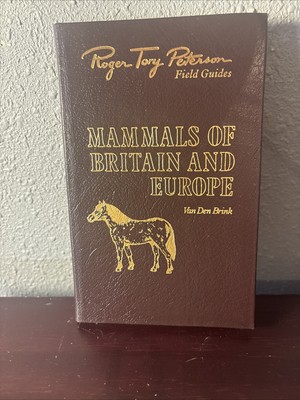 Roger Tory Peterson
Field Guides
MAMMALS OF
BRITAIN AND
EUROPE
Van Den Brink